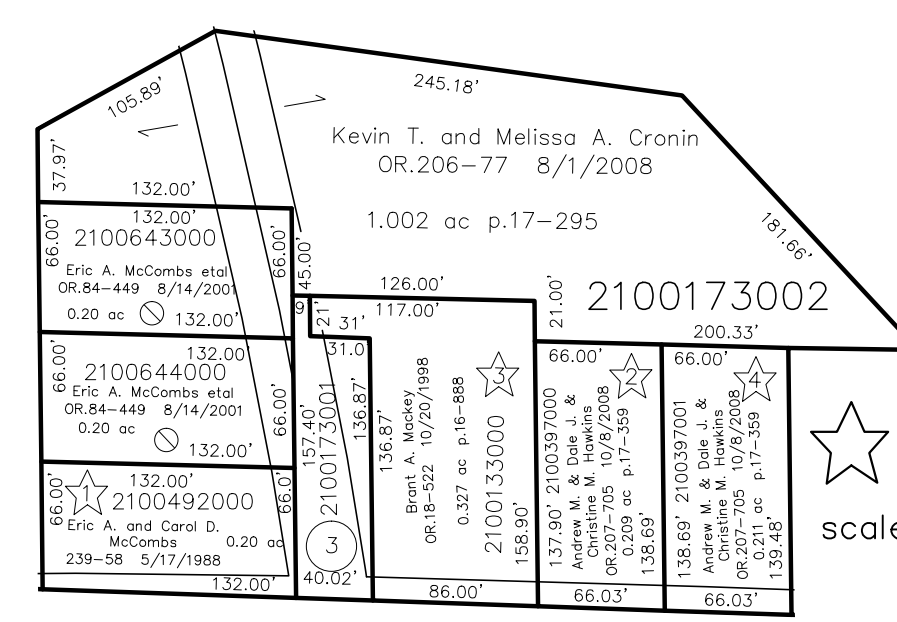 105.89'
245.18'
37.97'
Kevin T. and Melissa A. Cronin
OR.206-77 8/1/2008
1.002 ac p.17-295
181.66'
132.00'
132.00'
66.00'
2100643000
66.00'
45.00'
Eric A. McCombs etal
OR.84-449 8/14/2001
0.20 ac
132.00'
126.00'
21.00'
2100173002
200.33'
9'
21'
117.00'
31'
31.0
132.00'
66.00'
2100644000
66.00'
Eric A. McCombs etal
OR.84-449 8/14/2001
0.20 ac
132.00'
132.00'
66.00'
1
2100492000
66.0'
Eric A. and Carol D.
McCombs 0.20 ac
239-58 5/17/1988
132.00'
157.40'
2100173001
136.87'
3
40.02'
136.87'
Brant A. Mackey
OR.18-522 10/20/1998
0.327 ac p.16-888
3
2100133000
158.90'
86.00'
66.00'
2
137.90' 2100397000
Andrew M. & Dale J. &
Christine M. Hawkins
OR.207-705 10/8/2008
0.209 ac p.17-359
138.69'
66.03'
66.00'
4
138.69' 2100397001
Andrew M. & Dale J. &
Christine M. Hawkins
OR.207-705 10/8/2008
0.211 ac p.17-359
139.48'
66.03'
scale